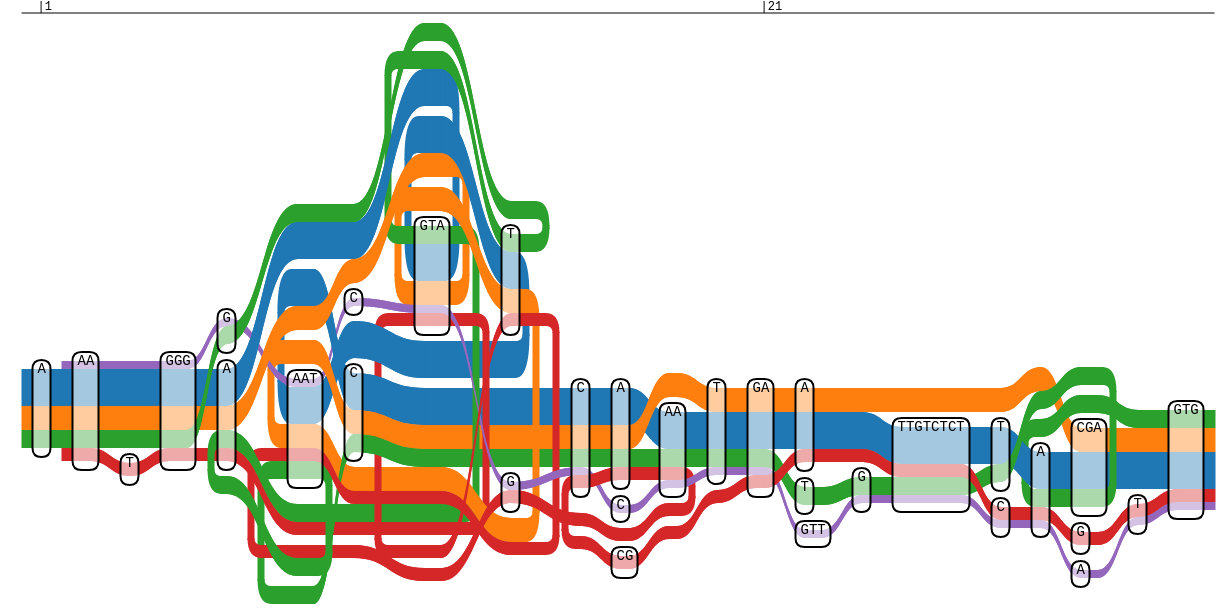 1 21
GTA
T
C
G
A AA GGG A AAT C C A AA T GA A
TTGTCTCT T CGA GTG
A
T
G C T G C G T
GTT
CG
A